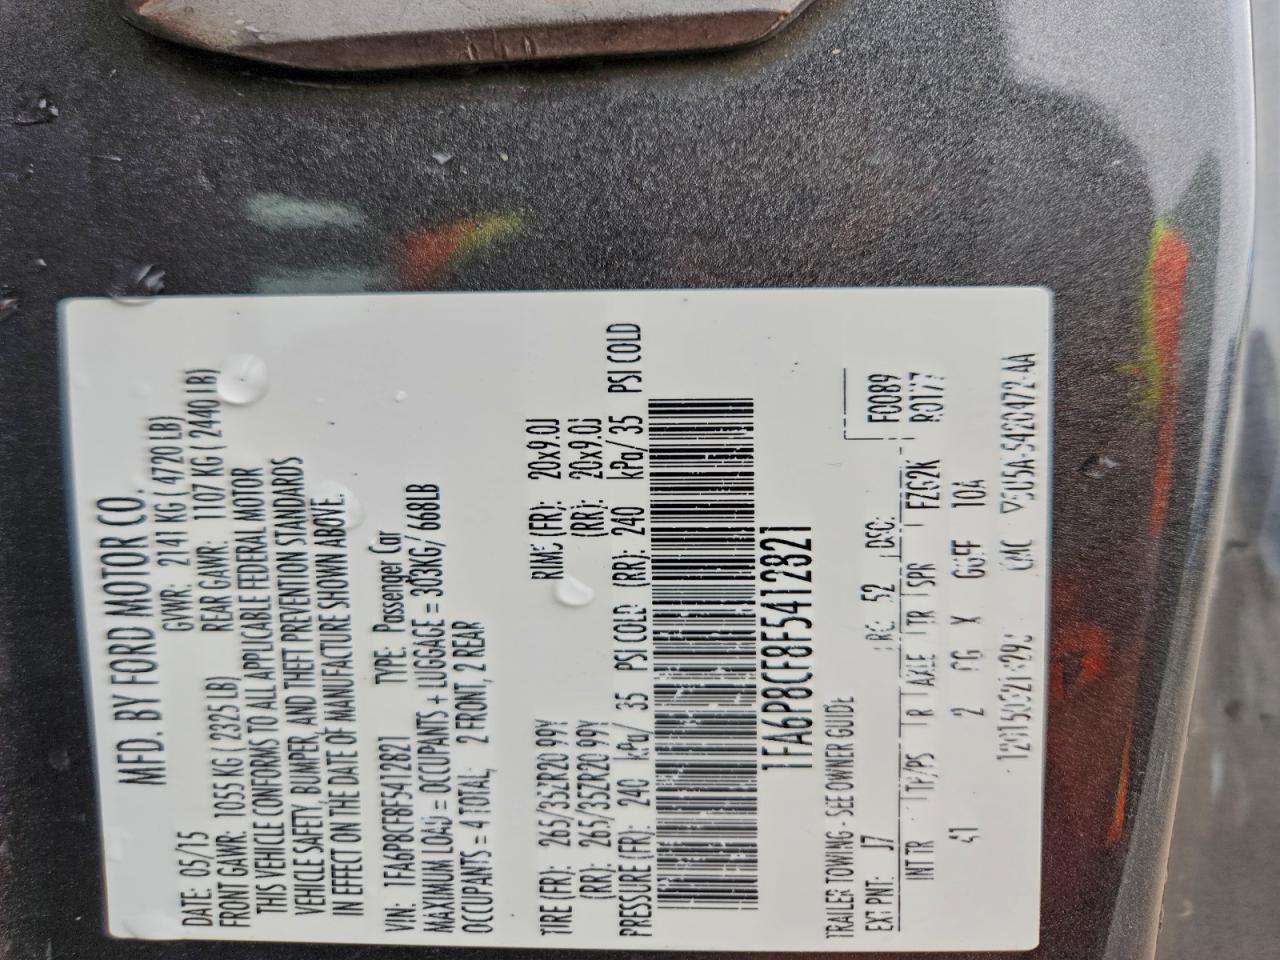 MFD. BY FORD MOTOR CO.
DATE: 05/15 GVWR: 2141 KG ( 4720 LB)
FRONT GAWR: 1055 KG ( 2325 LB) REAR GAWR: 1107 KG ( 2440 LB)
THIS VEHICLE CONFORMS TO ALL APPLICABLE FEDERAL MOTOR
VEHICLE SAFETY, BUMPER, AND THEFT PREVENTION STANDARDS
IN EFFECT ON THE DATE OF MANUFACTURE SHOWN ABOVE.
VIN: 1FA6P8CF8F5412821 TYPE: Passenger Car
MAXIMUM LOAD = OCCUPANTS + LUGGAGE = 303KG/ 668LB
OCCUPANTS = 4 TOTAL, 2 FRONT, 2 REAR
TIRE (FR): 265/35ZR20 99Y RIMS (FR): 20x9.0J
(RR): 265/35ZR20 99Y (RR): 20x9.0J
PRESSURE (FR): 240 kPa/ 35 PSI COLD (RR): 240 kPa/ 35 PSI COLD
1FA6P8CF8F5412821
TRAILER TOWING - SEE OWNER GUIDE
EXT PNT: 17 RC: 52 DSO: F0089
INT TR TP/PS R AXLE TR SPR FZG2K
41 2 X 10A